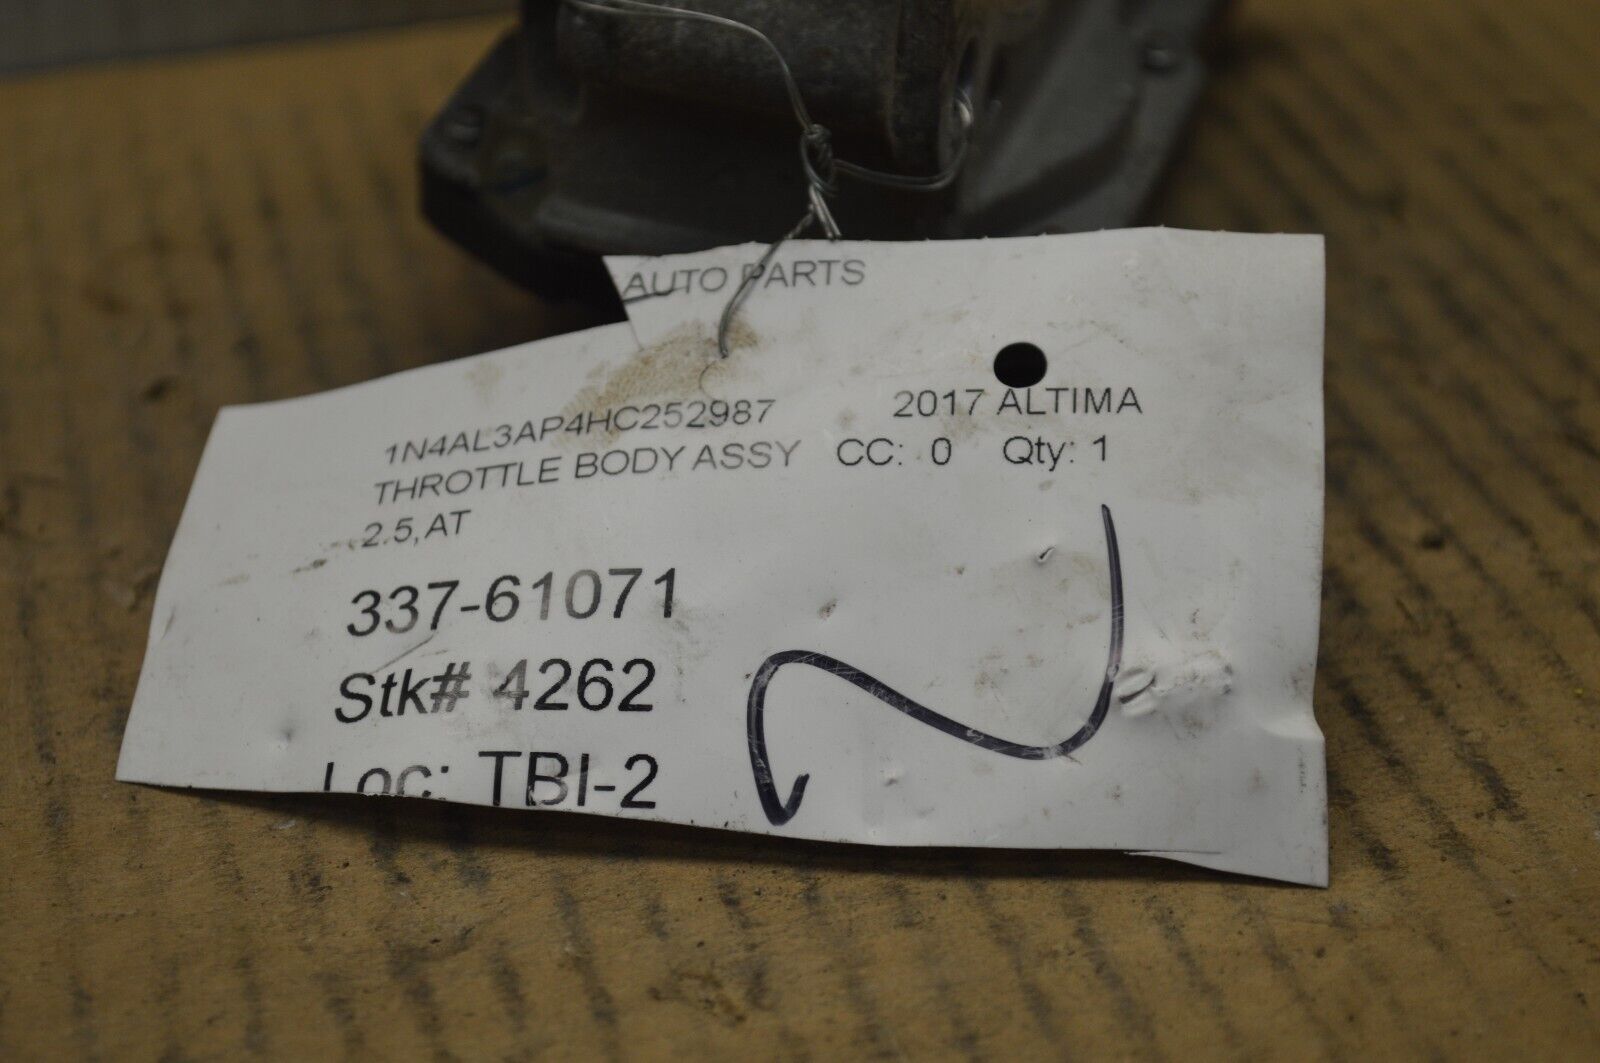 AUTO PARTS
1N4AL3AP4HC252987 2017 ALTIMA
THROTTLE BODY ASSY CC: 0 Qty: 1
2.5,AT
337-61071
Stk# 4262
Loc: TBI-2